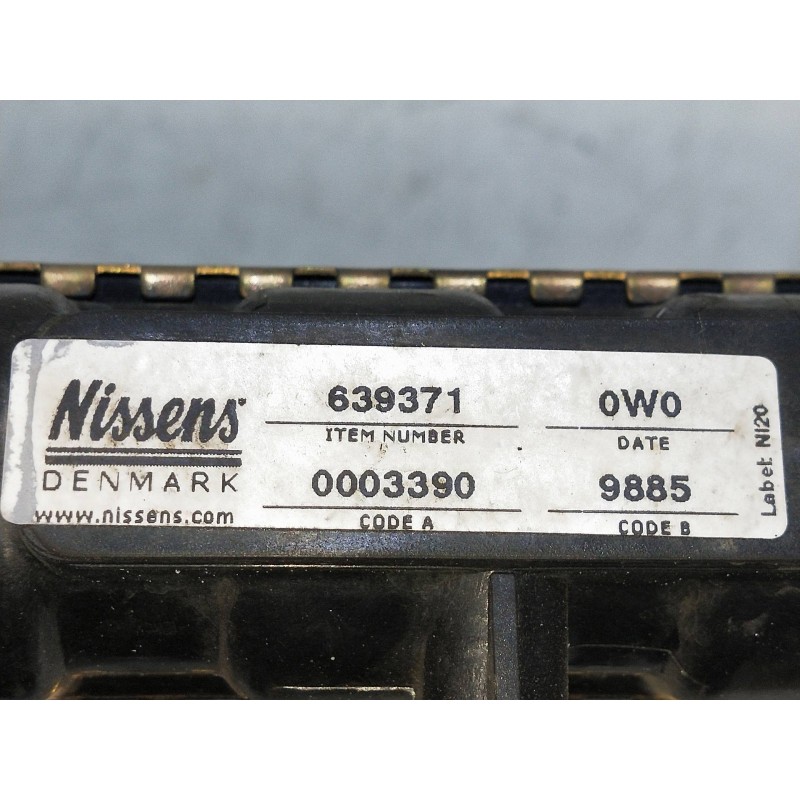 Nissens
DENMARK
www.nissens.com
639371
ITEM NUMBER
0W0
DATE
0003390
CODE A
9885
CODE B
Label: NI20